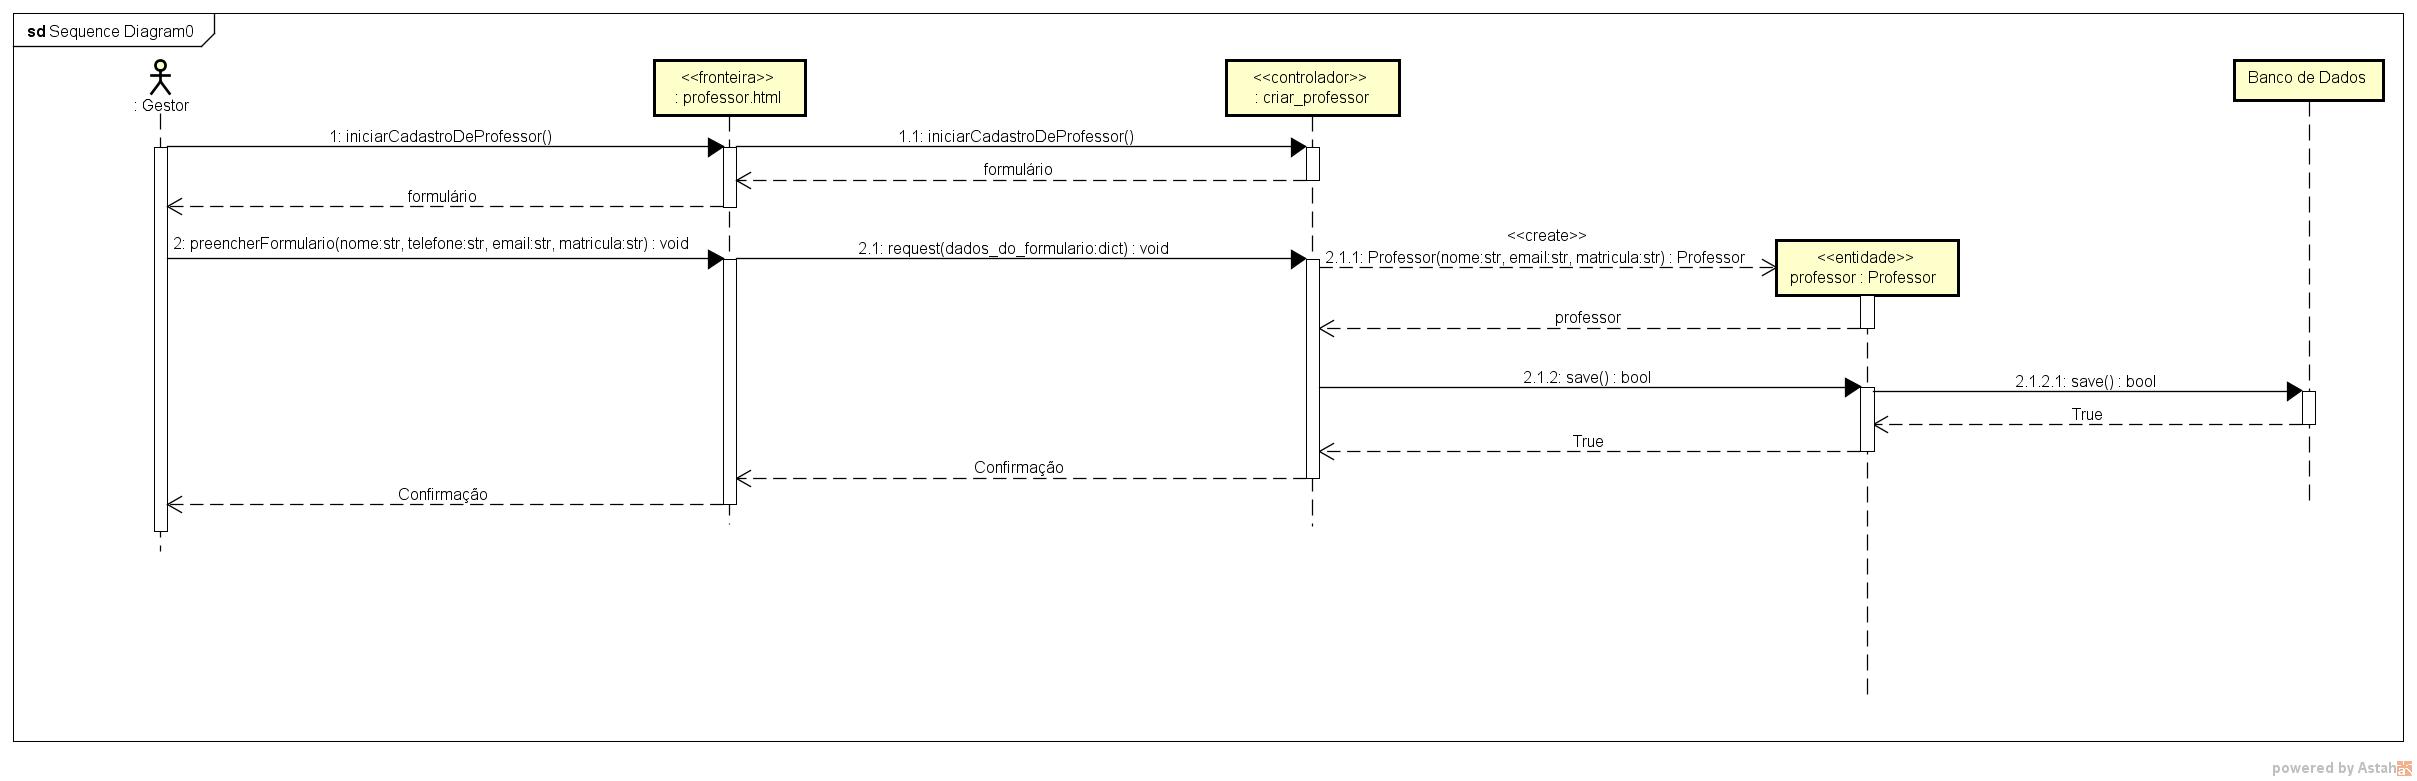 sd Sequence Diagram0
: Gestor
<<fronteira>>
: professor.html
<<controlador>>
: criar_professor
Banco de Dados
1: iniciarCadastroDeProfessor()
1.1: iniciarCadastroDeProfessor()
formulário
formulário
2: preencherFormulario(nome:str, telefone:str, email:str, matricula:str) : void
2.1: request(dados_do_formulario:dict) : void
<<create>>
2.1.1: Professor(nome:str, email:str, matricula:str) : Professor
<<entidade>>
professor : Professor
professor
2.1.2: save() : bool
2.1.2.1: save() : bool
True
True
Confirmação
Confirmação
powered by Astah